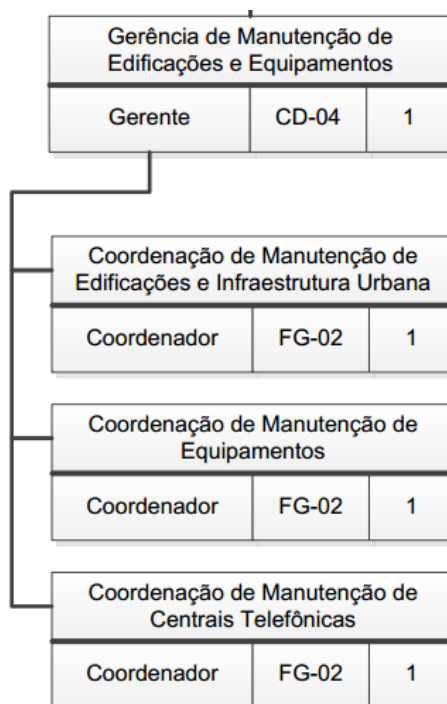 Gerência de Manutenção de
Edificações e Equipamentos
Gerente CD-04 1
Coordenação de Manutenção de
Edificações e Infraestrutura Urbana
Coordenador FG-02 1
Coordenação de Manutenção de
Equipamentos
Coordenador FG-02 1
Coordenação de Manutenção de
Centrais Telefônicas
Coordenador FG-02 1